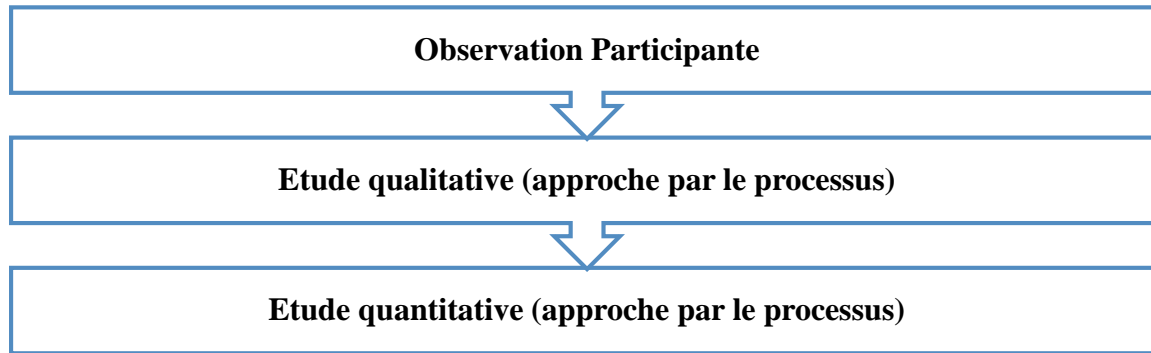 Observation Participante
Etude qualitative (approche par le processus)
Etude quantitative (approche par le processus)